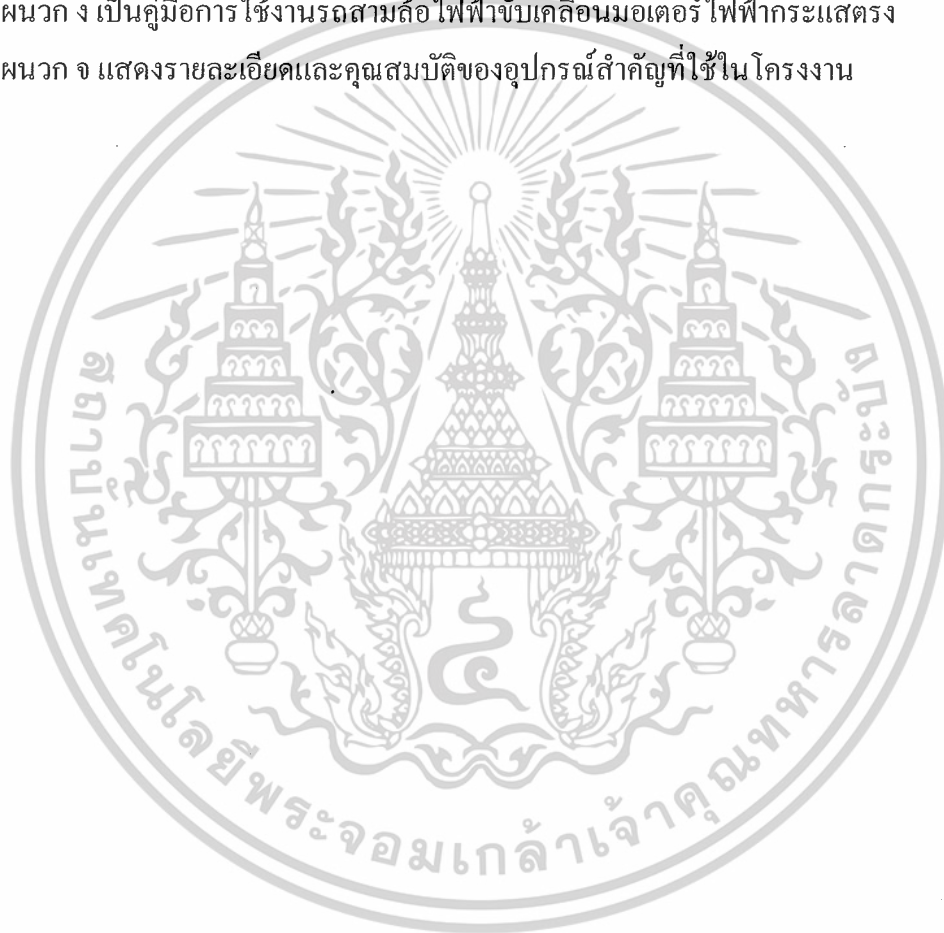 ผนวก ง เป็นคู่มือการใช้งานรถสามล้อไฟฟ้าขับเคลื่อนมอเตอร์ไฟฟ้ากระแสตรง
ผนวก จ แสดงรายละเอียดและคุณสมบัติของอุปกรณ์สำคัญที่ใช้ในโครงงาน
สถาบันเทคโนโลยีพระจอมเกล้าเจ้าคุณทหารลาดกระบัง
๔